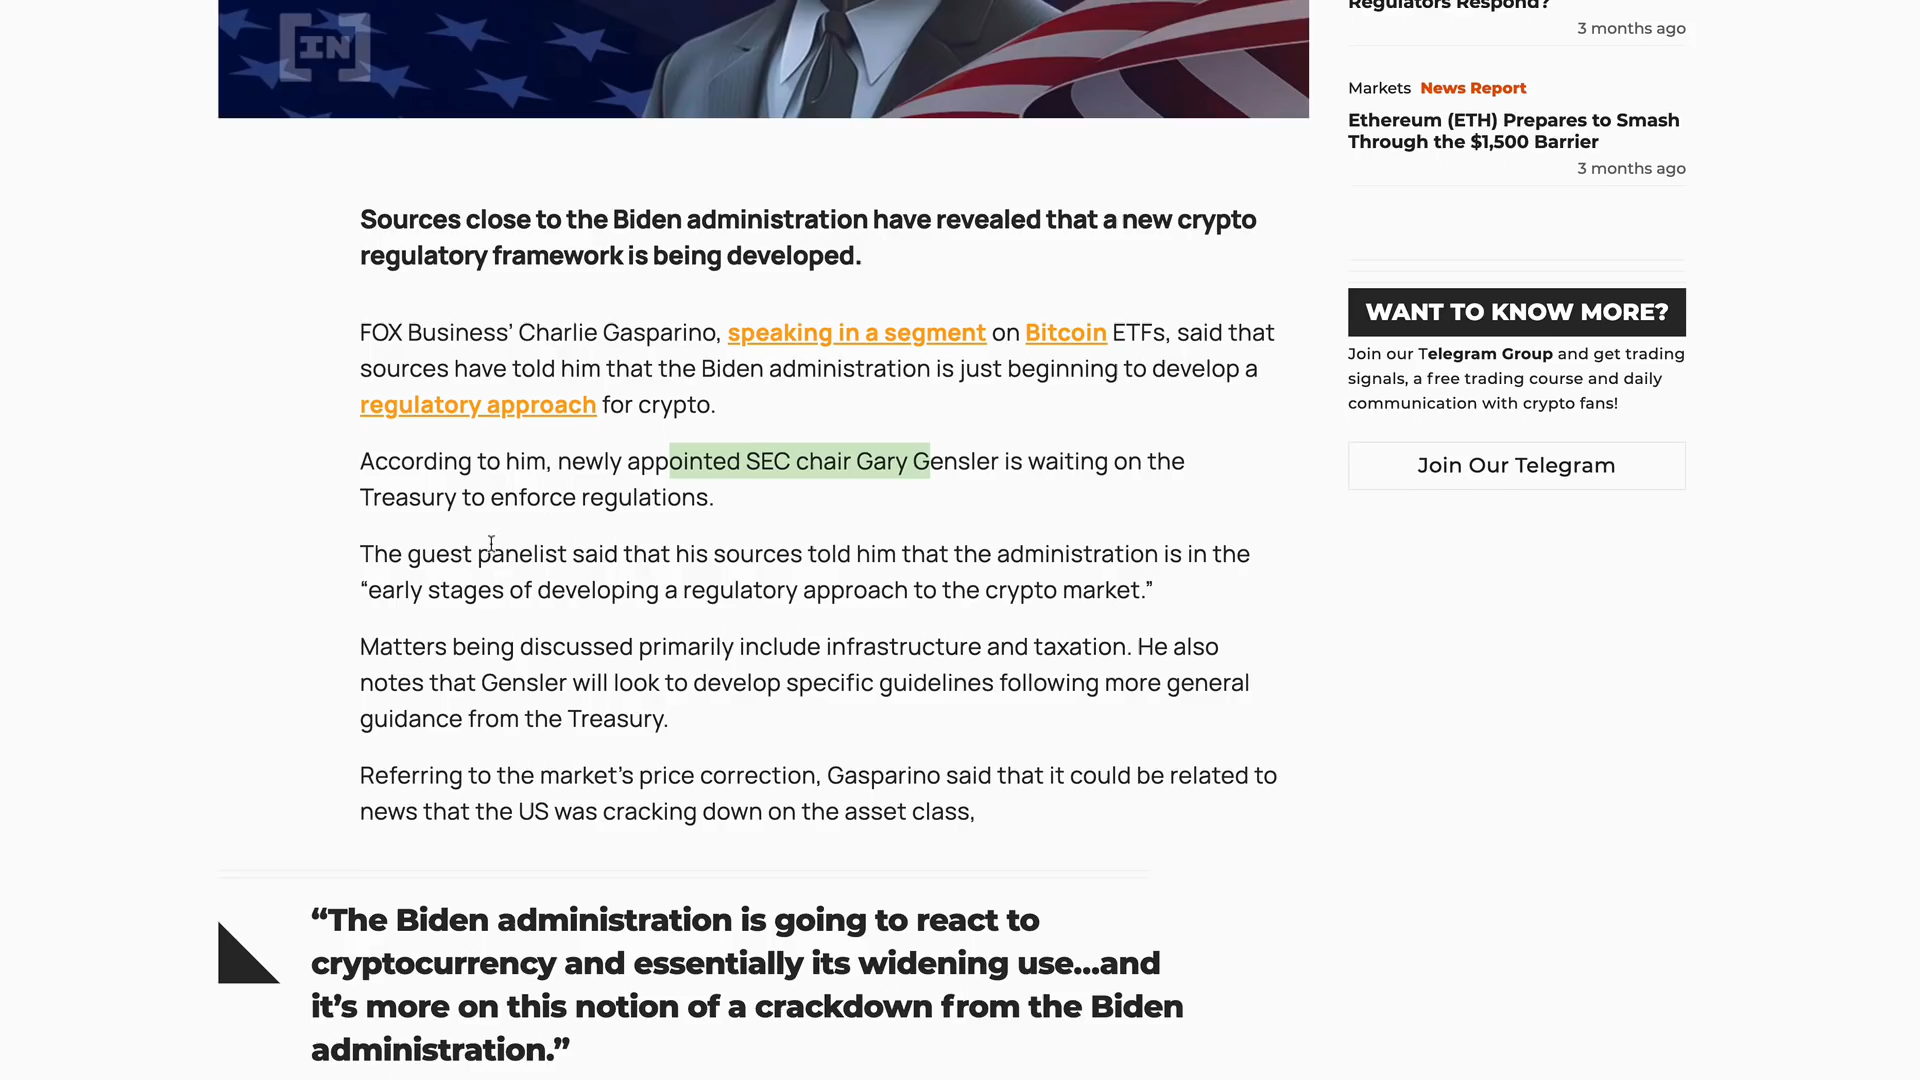 [IN]
Regulators Respond?
3 months ago
Markets News Report
Ethereum (ETH) Prepares to Smash
Through the $1,500 Barrier
3 months ago
Sources close to the Biden administration have revealed that a new crypto
regulatory framework is being developed.
FOX Business’ Charlie Gasparino, speaking in a segment on Bitcoin ETFs, said that
sources have told him that the Biden administration is just beginning to develop a
regulatory approach for crypto.
According to him, newly appointed SEC chair Gary Gensler is waiting on the
Treasury to enforce regulations.
The guest panelist said that his sources told him that the administration is in the
“early stages of developing a regulatory approach to the crypto market.”
Matters being discussed primarily include infrastructure and taxation. He also
notes that Gensler will look to develop specific guidelines following more general
guidance from the Treasury.
Referring to the market’s price correction, Gasparino said that it could be related to
news that the US was cracking down on the asset class,
“The Biden administration is going to react to
cryptocurrency and essentially its widening use…and
it’s more on this notion of a crackdown from the Biden
administration.”
WANT TO KNOW MORE?
Join our Telegram Group and get trading
signals, a free trading course and daily
communication with crypto fans!
Join Our Telegram